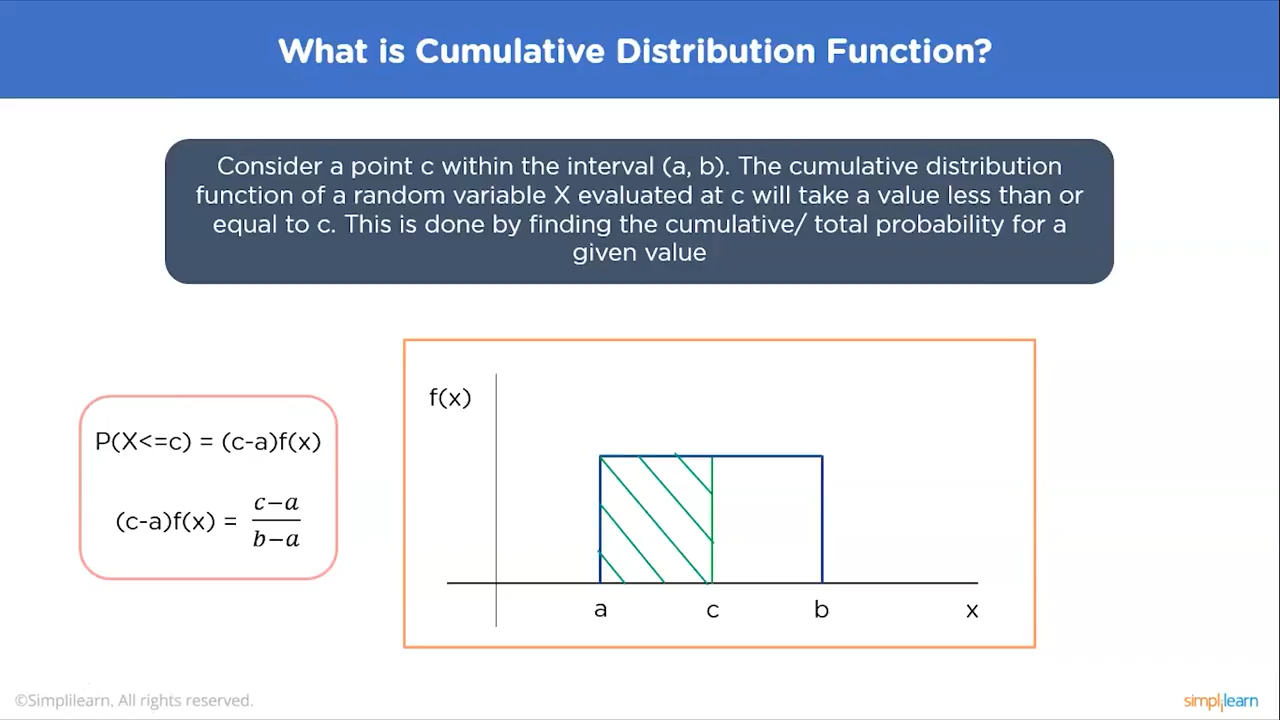 What is Cumulative Distribution Function?
Consider a point c within the interval (a, b). The cumulative distribution
function of a random variable X evaluated at c will take a value less than or
equal to c. This is done by finding the cumulative/ total probability for a
given value
P(X<=c) = (c-a)f(x)
(c-a)f(x) = c−a
b−a
f(x)
a c b x
©Simplilearn. All rights reserved.
simplilearn